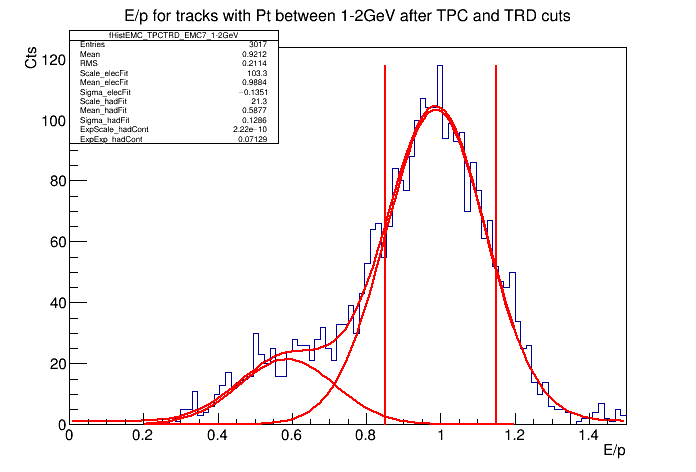 E/p for tracks with Pt between 1-2GeV after TPC and TRD cuts
fHistEMC_TPCTRD_EMC7_1-2GeV
Entries 3017
Mean 0.9212
RMS 0.2114
Scale_elecFit 103.3
Mean_elecFit 0.9884
Sigma_elecFit −0.1351
Scale_hadFit 21.3
Mean_hadFit 0.5877
Sigma_hadFit 0.1286
ExpScale_hadCont 2.22e−10
ExpExp_hadCont 0.07129
Cts
120
100
80
60
40
20
0
0 0.2 0.4 0.6 0.8 1 1.2 1.4
E/p